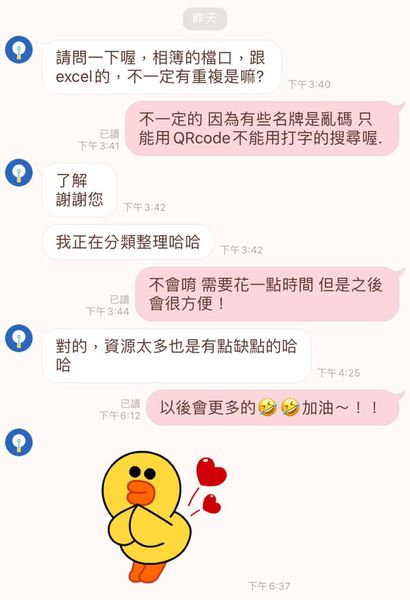 昨天
請問一下喔，相簿的檔口，跟
excel的，不一定有重複是嘛?
下午3:40
不一定的 因為有些名牌是亂碼 只
能用QRcode不能用打字的搜尋喔.
已讀
下午3:41
了解
謝謝您
下午3:42
我正在分類整理哈哈
下午3:42
不會唷 需要花一點時間 但是之後
會很方便！
已讀
下午3:44
對的，資源太多也是有點缺點的哈
哈
下午4:25
以後會更多的🤣🤣加油～！！
已讀
下午6:12
下午6:37